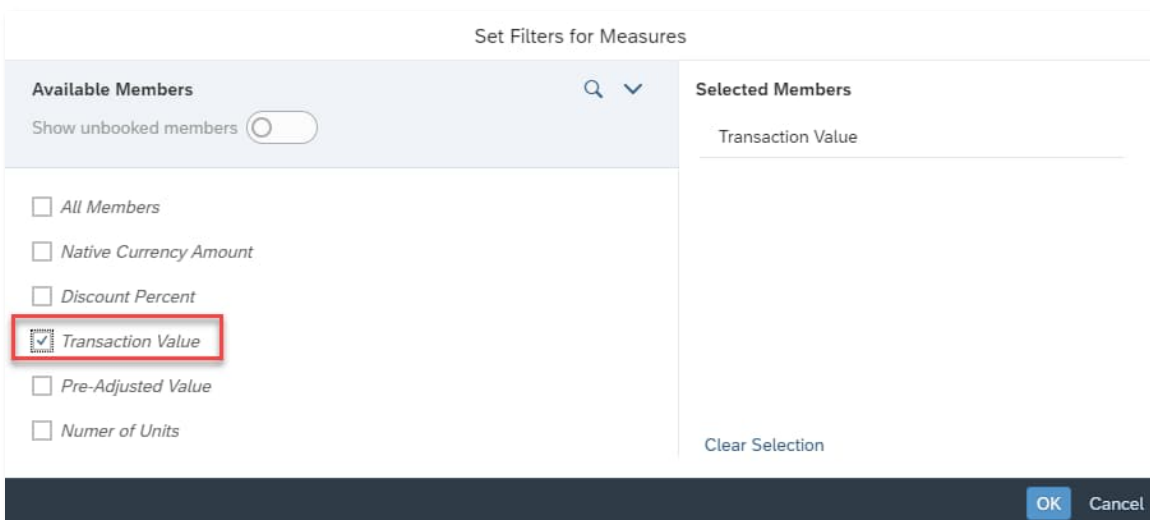 Set Filters for Measures
Available Members
Show unbooked members
All Members
Native Currency Amount
Discount Percent
Transaction Value
Pre-Adjusted Value
Numer of Units
Selected Members
Transaction Value
Clear Selection
OK Cancel